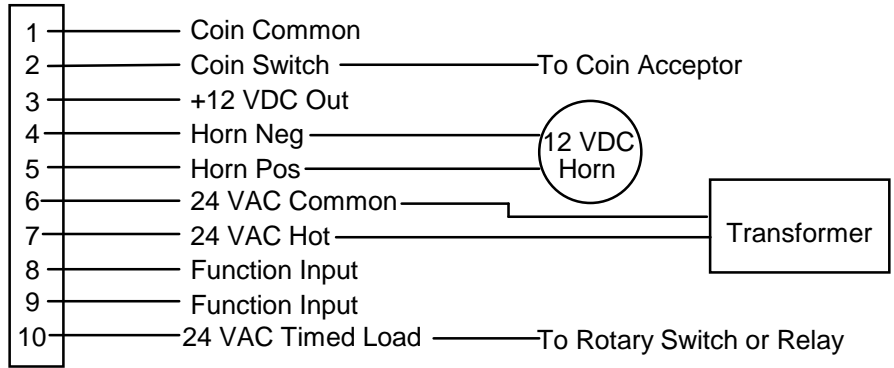 1 Coin Common
2 Coin Switch To Coin Acceptor
3 +12 VDC Out
4 Horn Neg 12 VDC
5 Horn Pos Horn
6 24 VAC Common
7 24 VAC Hot Transformer
8 Function Input
9 Function Input
10 24 VAC Timed Load To Rotary Switch or Relay